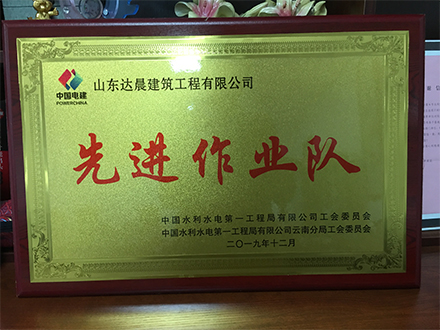 山东达晨建筑工程有限公司
中国电建
POWERCHINA
先进作业队
中国水利水电第一工程局有限公司工会委员会
中国水利水电第一工程局有限公司云南分局工会委员会
二〇一九年十二月